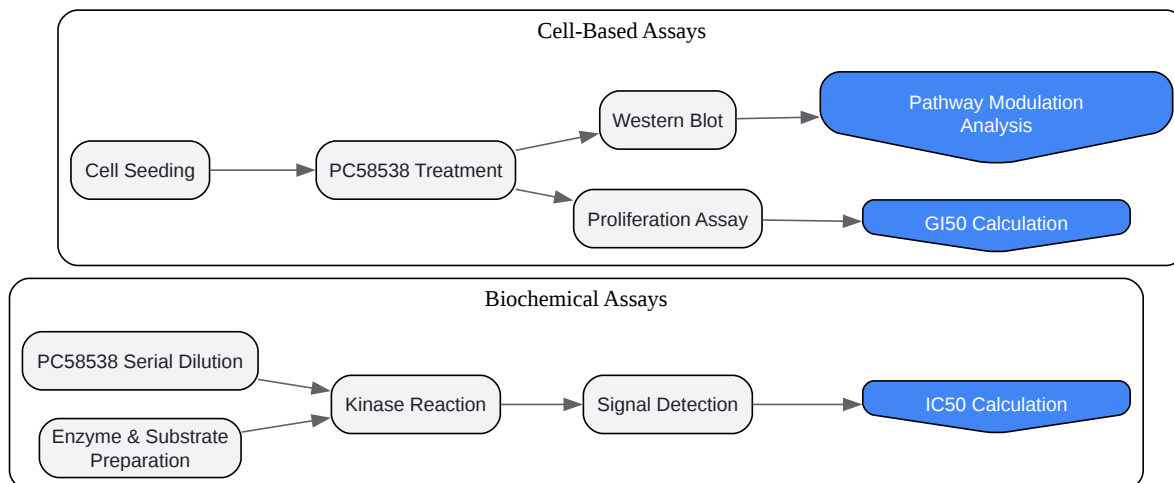 Cell-Based Assays
Cell Seeding
PC58538 Treatment
Western Blot
Pathway Modulation
Analysis
Proliferation Assay
GI50 Calculation
Biochemical Assays
PC58538 Serial Dilution
Enzyme & Substrate
Preparation
Kinase Reaction
Signal Detection
IC50 Calculation